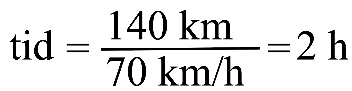 tid = 140 km / 70 km/h = 2 h